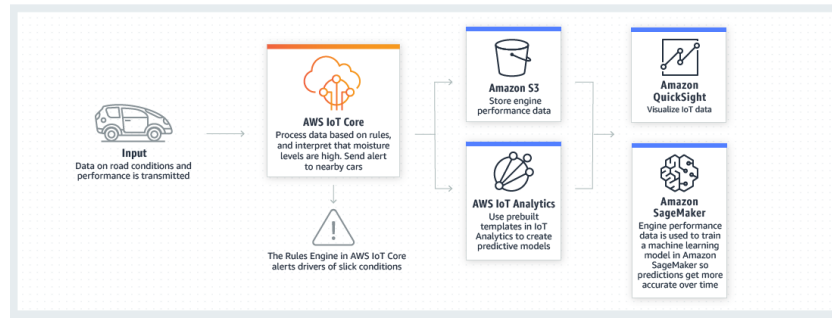 Input
Data on road conditions and
performance is transmitted
AWS IoT Core
Process data based on rules,
and interpret that moisture
levels are high. Send alert
to nearby cars
The Rules Engine in AWS IoT Core
alerts drivers of slick conditions
Amazon S3
Store engine
performance data
AWS IoT Analytics
Use prebuilt
templates in IoT
Analytics to create
predictive models
Amazon
QuickSight
Visualize IoT data
Amazon
SageMaker
Engine performance
data is used to train
a machine learning
model in Amazon
SageMaker so
predictions get more
accurate over time